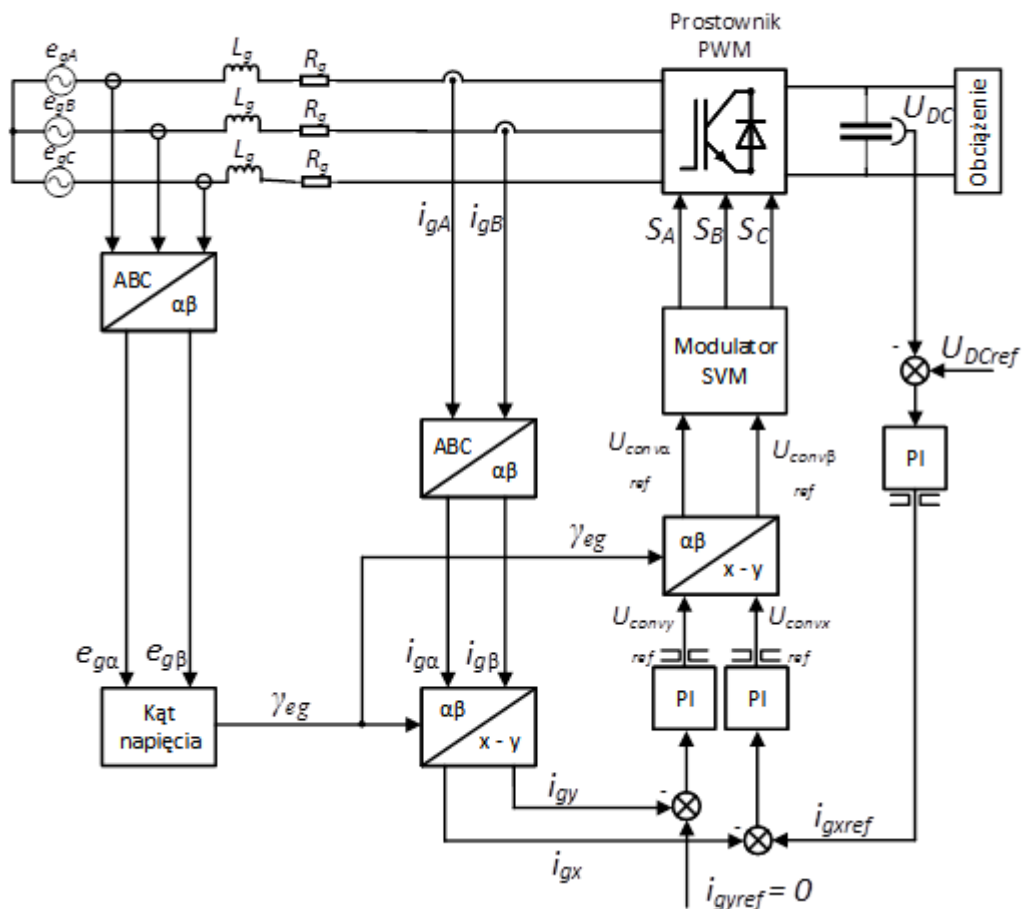 Prostownik
PWM
e_gA
L_g
R_g
e_gB
L_g
R_g
e_gC
L_g
R_g
U_DC
Obciążenie
i_gA
i_gB
S_A
S_B
S_C
ABC
αβ
Modulator
SVM
-
U_DCref
ABC
αβ
PI
U_convα
ref
U_convβ
ref
γ_eg
αβ
x - y
U_convy
ref
U_convx
ref
e_gα
e_gβ
i_gα
i_gβ
PI
PI
Kąt
napięcia
γ_eg
αβ
x - y
i_gy
-
-
i_gxref
i_gx
i_gyref = 0